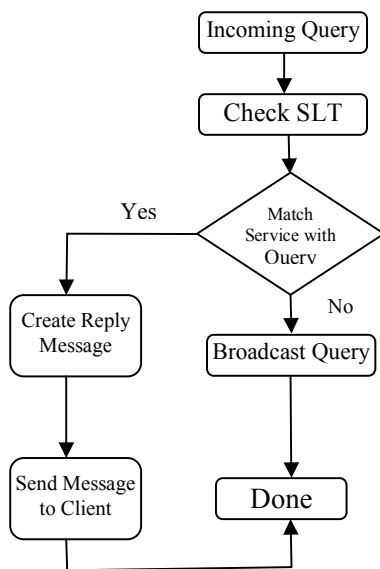 Incoming Query
Check SLT
Yes
Match
Service with
Query
No
Create Reply
Message
Broadcast Query
Send Message
to Client
Done